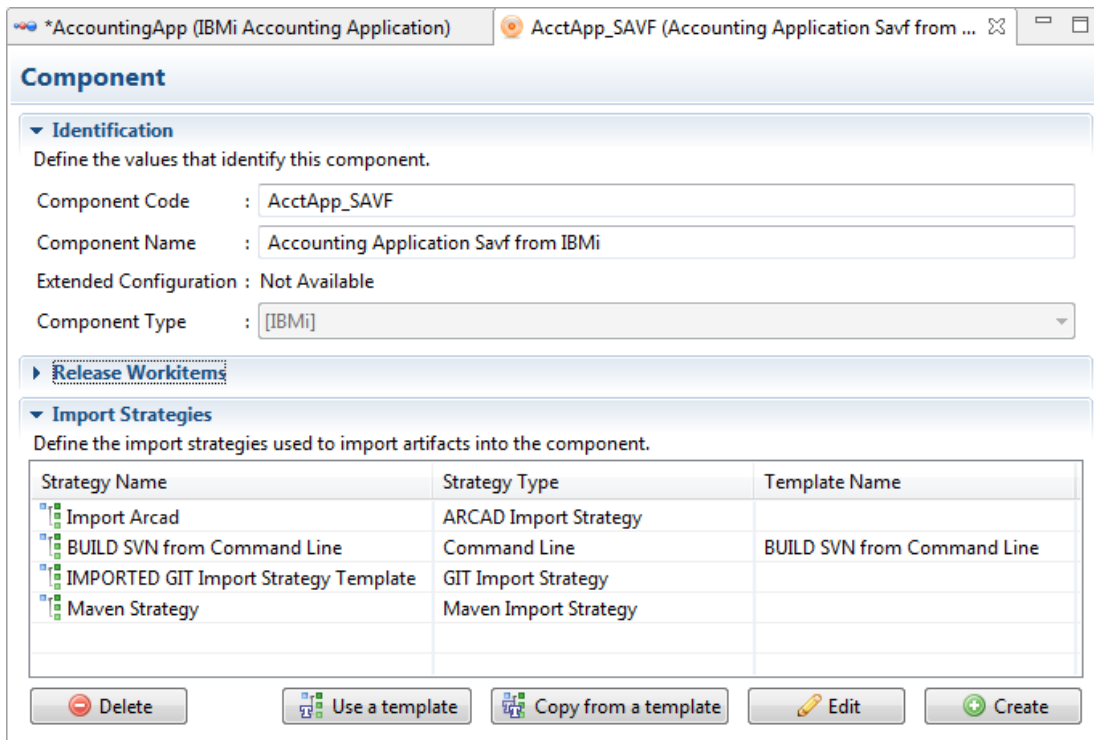 *AccountingApp (IBMi Accounting Application) AcctApp_SAVF (Accounting Application Savf from ...
Component
Identification
Define the values that identify this component.
Component Code : AcctApp_SAVF
Component Name : Accounting Application Savf from IBMi
Extended Configuration : Not Available
Component Type : [IBMi]
Release Workitems
Import Strategies
Define the import strategies used to import artifacts into the component.
Strategy Name Strategy Type Template Name
Import Arcad ARCAD Import Strategy
BUILD SVN from Command Line Command Line BUILD SVN from Command Line
IMPORTED GIT Import Strategy Template GIT Import Strategy
Maven Strategy Maven Import Strategy
Delete Use a template Copy from a template Edit Create